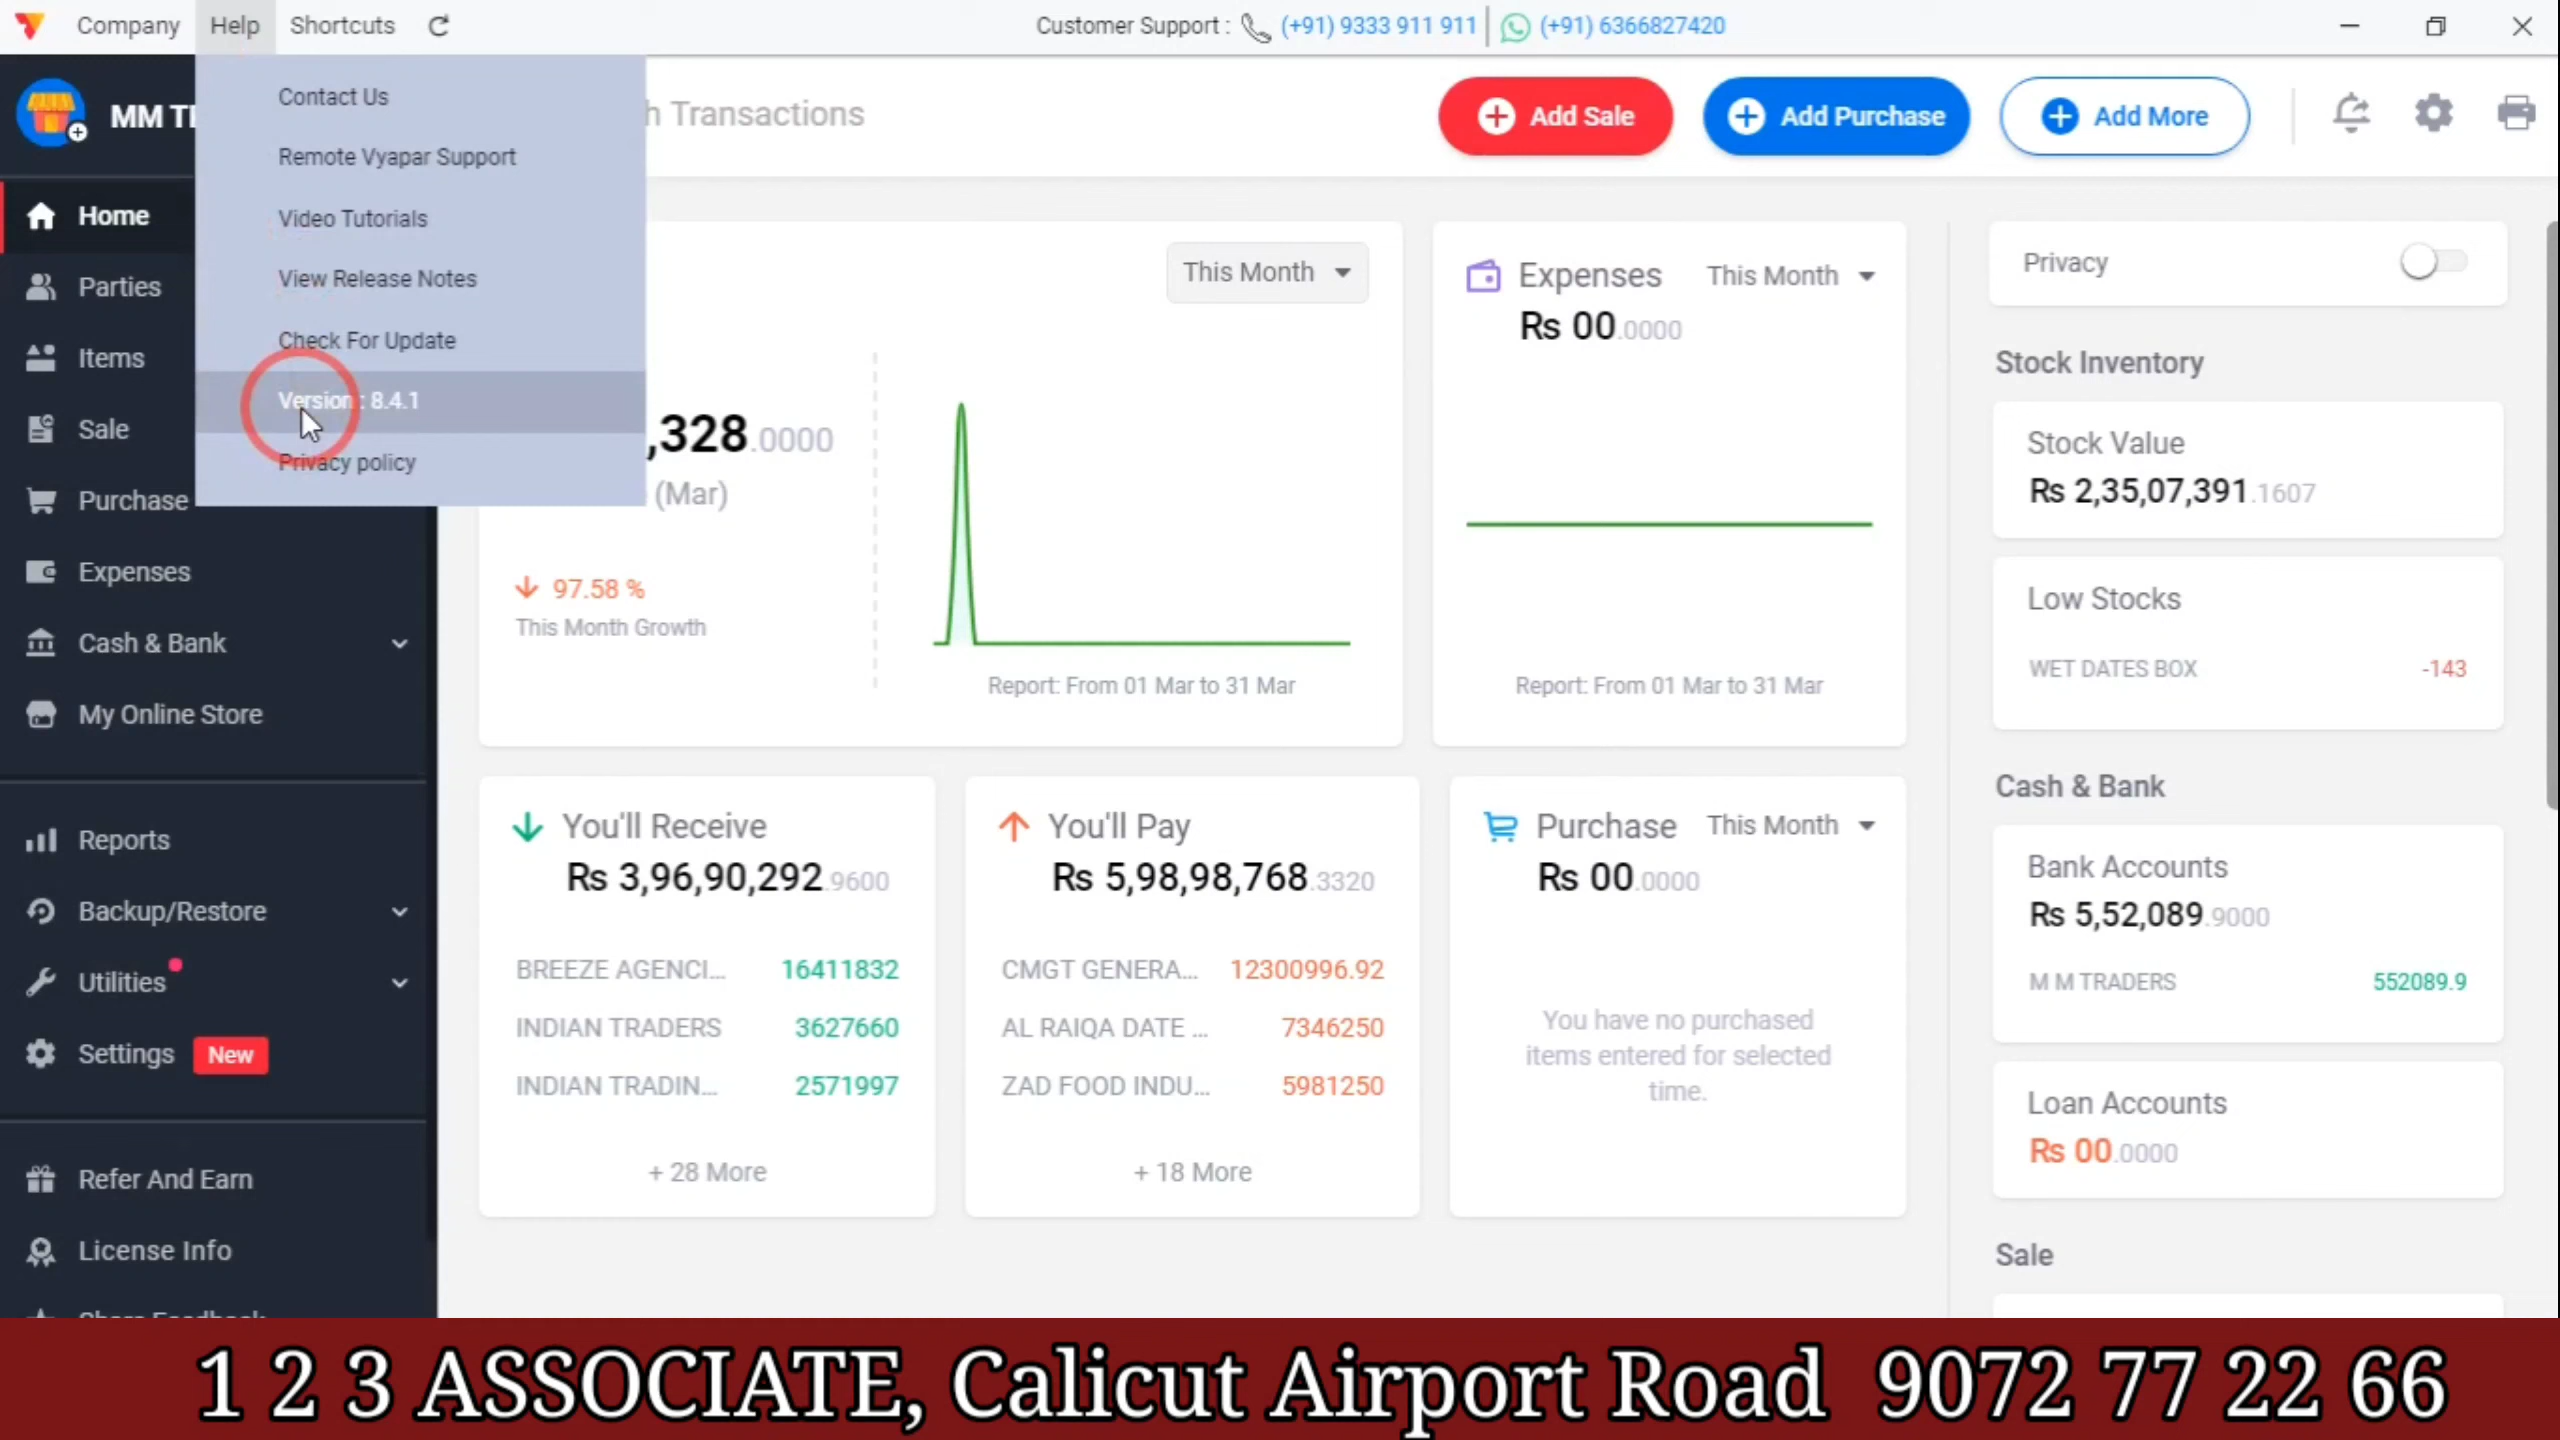 Company Help Shortcuts
Customer Support : (+91) 9333 911 911 (+91) 6366827420
MM
Contact Us
Remote Vyapar Support
Video Tutorials
View Release Notes
Check For Update
Version : 8.4.1
Privacy policy
Transactions
Add Sale
Add Purchase
Add More
Home
Parties
Items
Sale
Purchase
Expenses
Cash & Bank
My Online Store
Reports
Backup/Restore
Utilities
Settings New
Refer And Earn
License Info
This Month
,328.0000
(Mar)
97.58 %
This Month Growth
Report: From 01 Mar to 31 Mar
Expenses This Month
Rs 00.0000
Report: From 01 Mar to 31 Mar
You'll Receive
Rs 3,96,90,292.9600
BREEZE AGENCI... 16411832
INDIAN TRADERS 3627660
INDIAN TRADIN... 2571997
+ 28 More
You'll Pay
Rs 5,98,98,768.3320
CMGT GENERA... 12300996.92
AL RAIQA DATE ... 7346250
ZAD FOOD INDU... 5981250
+ 18 More
Purchase This Month
Rs 00.0000
You have no purchased
items entered for selected
time.
Privacy
Stock Inventory
Stock Value
Rs 2,35,07,391.1607
Low Stocks
WET DATES BOX -143
Cash & Bank
Bank Accounts
Rs 5,52,089.9000
M M TRADERS 552089.9
Loan Accounts
Rs 00.0000
Sale
1 2 3 ASSOCIATE, Calicut Airport Road 9072 77 22 66